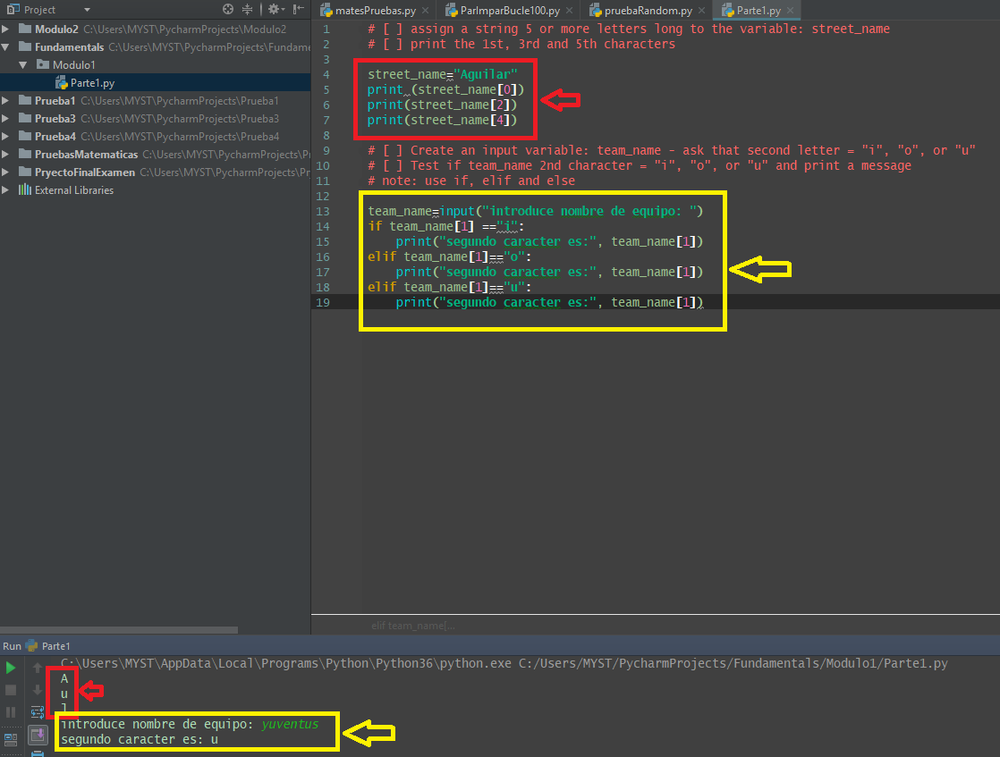 Project
matesPruebas.py
ParImparBucle100.py
pruebaRandom.py
Parte1.py
Modulo2 C:\Users\MYST\PycharmProjects\Modulo2
Fundamentals C:\Users\MYST\PycharmProjects\Fundame
Modulo1
Parte1.py
Prueba1 C:\Users\MYST\PycharmProjects\Prueba1
Prueba3 C:\Users\MYST\PycharmProjects\Prueba3
Prueba4 C:\Users\MYST\PycharmProjects\Prueba4
PruebasMatematicas C:\Users\MYST\PycharmProjects\P
PryectoFinalExamen C:\Users\MYST\PycharmProjects\Pr
External Libraries
1 # [ ] assign a string 5 or more letters long to the variable: street_name
2 # [ ] print the 1st, 3rd and 5th characters
3
4 street_name="Aguilar"
5 print (street_name[0])
6 print(street_name[2])
7 print(street_name[4])
8
9 # [ ] Create an input variable: team_name - ask that second letter = "i", "o", or "u"
10 # [ ] Test if team_name 2nd character = "i", "o", or "u" and print a message
11 # note: use if, elif and else
12
13 team_name=input("introduce nombre de equipo: ")
14 if team_name[1] =="i":
15 print("segundo caracter es:", team_name[1])
16 elif team_name[1]=="o":
17 print("segundo caracter es:", team_name[1])
18 elif team_name[1]=="u":
19 print("segundo caracter es:", team_name[1])
elif team_name[...
Run Parte1
C:\Users\MYST\AppData\Local\Programs\Python\Python36\python.exe C:/Users/MYST/PycharmProjects/Fundamentals/Modulo1/Parte1.py
A
u
l
introduce nombre de equipo: yuventus
segundo caracter es: u